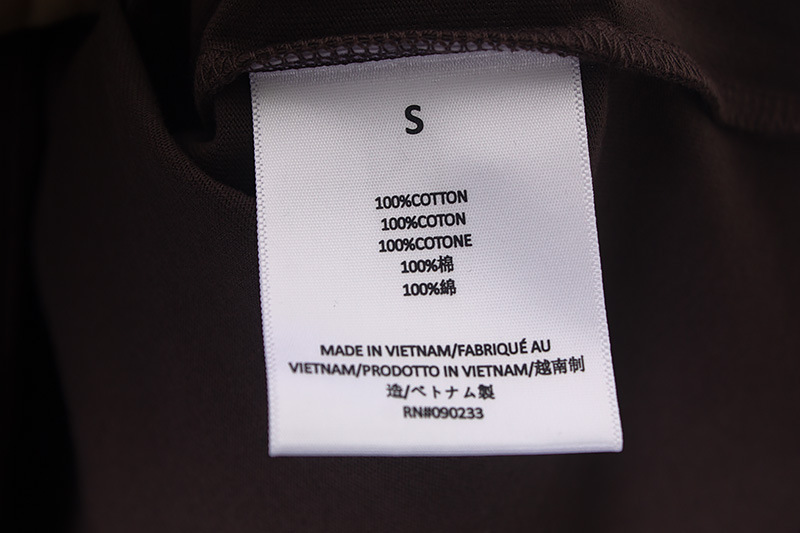 S
100%COTTON
100%COTON
100%COTONE
100%棉
100%綿
MADE IN VIETNAM/FABRIQUÉ AU
VIETNAM/PRODOTTO IN VIETNAM/越南制
造/ベトナム製
RN#090233